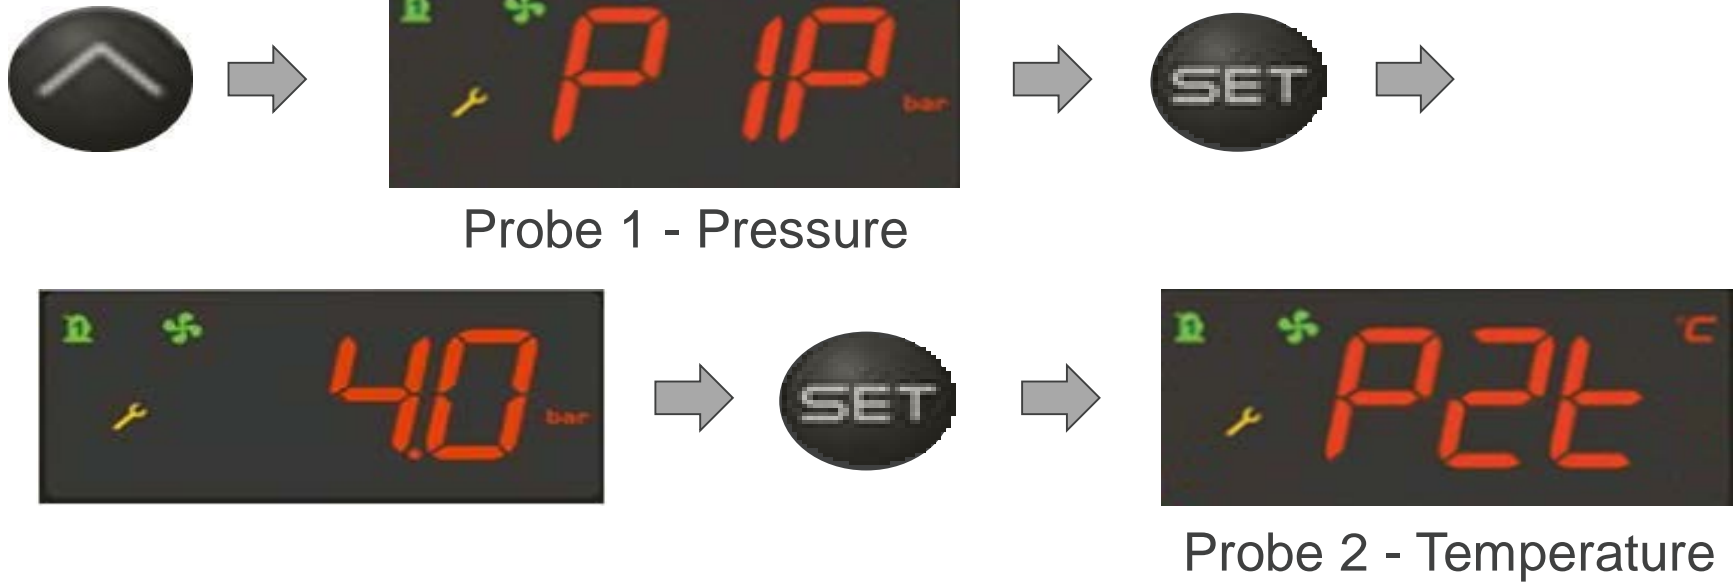 P1P
bar
SET
Probe 1 - Pressure
4.0
bar
SET
P2t
°C
Probe 2 - Temperature